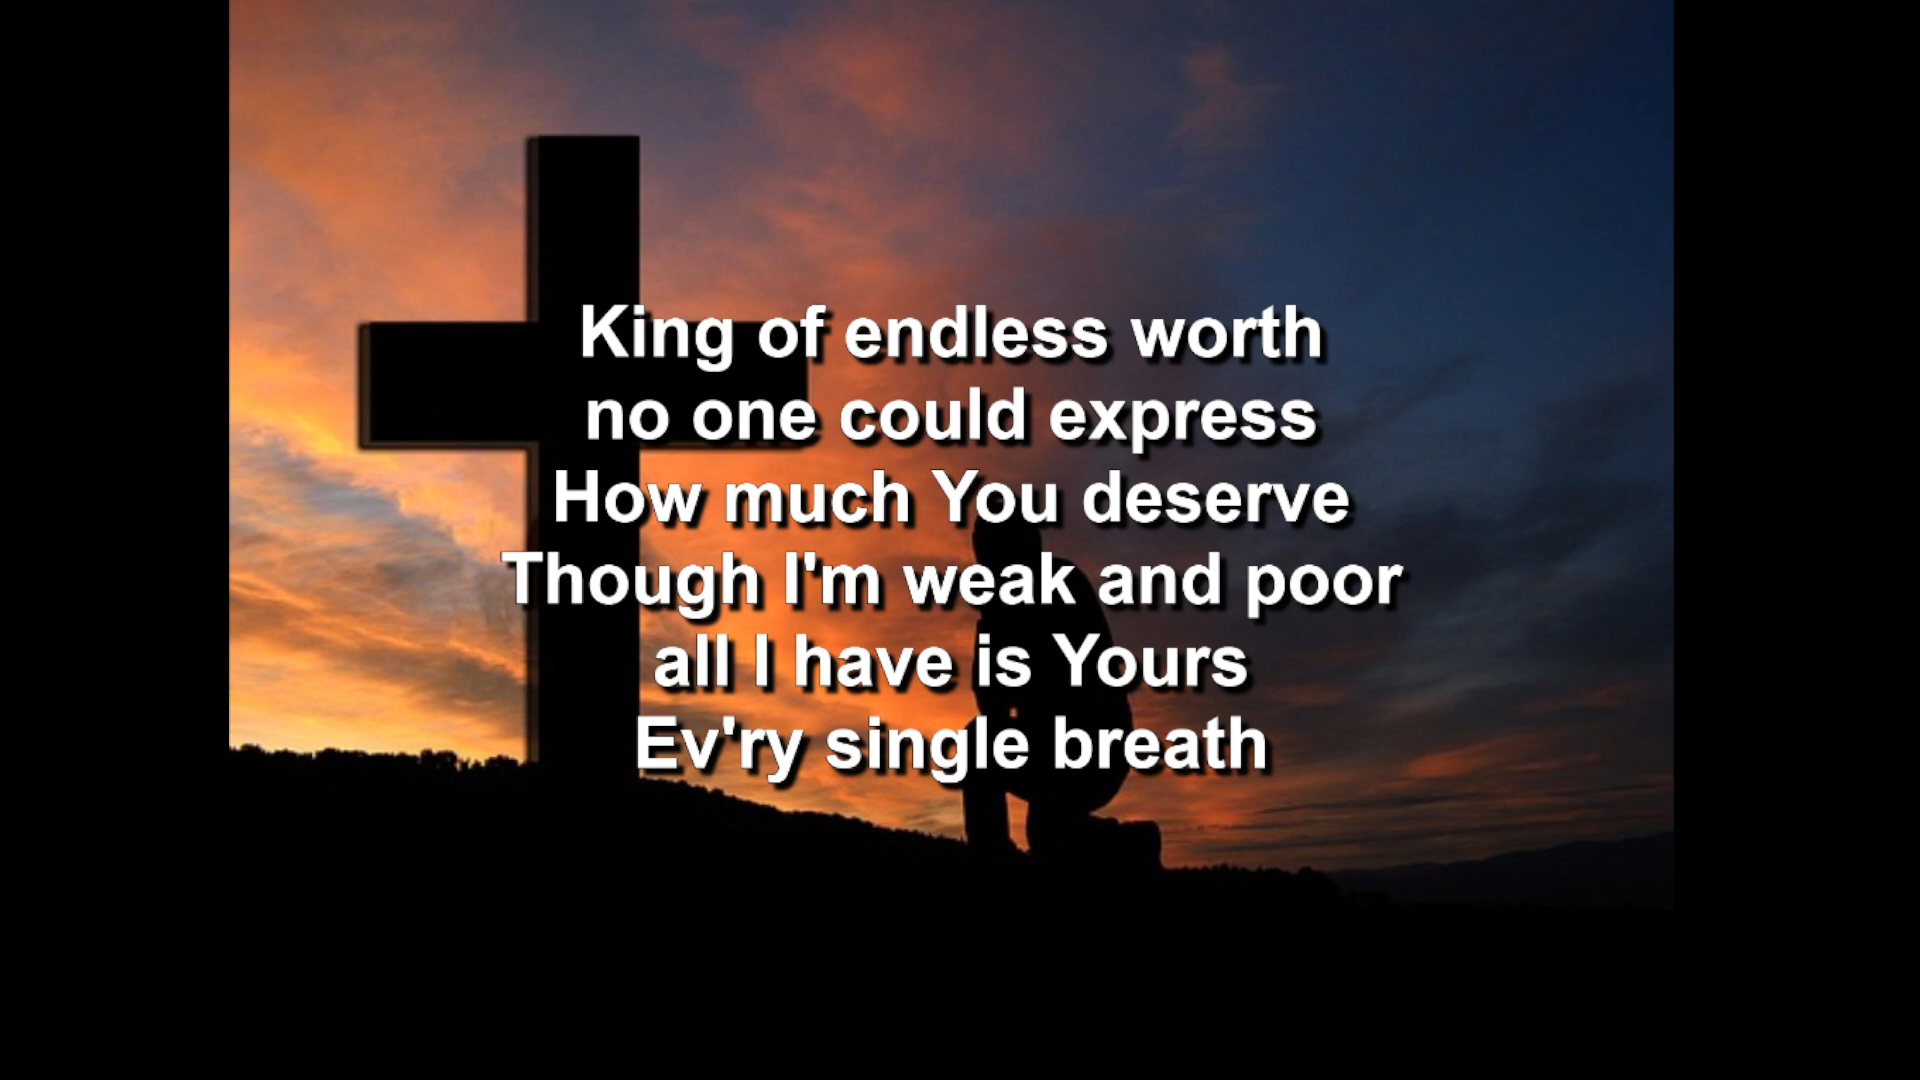 King of endless worth
no one could express
How much You deserve
Though I'm weak and poor
all I have is Yours
Ev'ry single breath